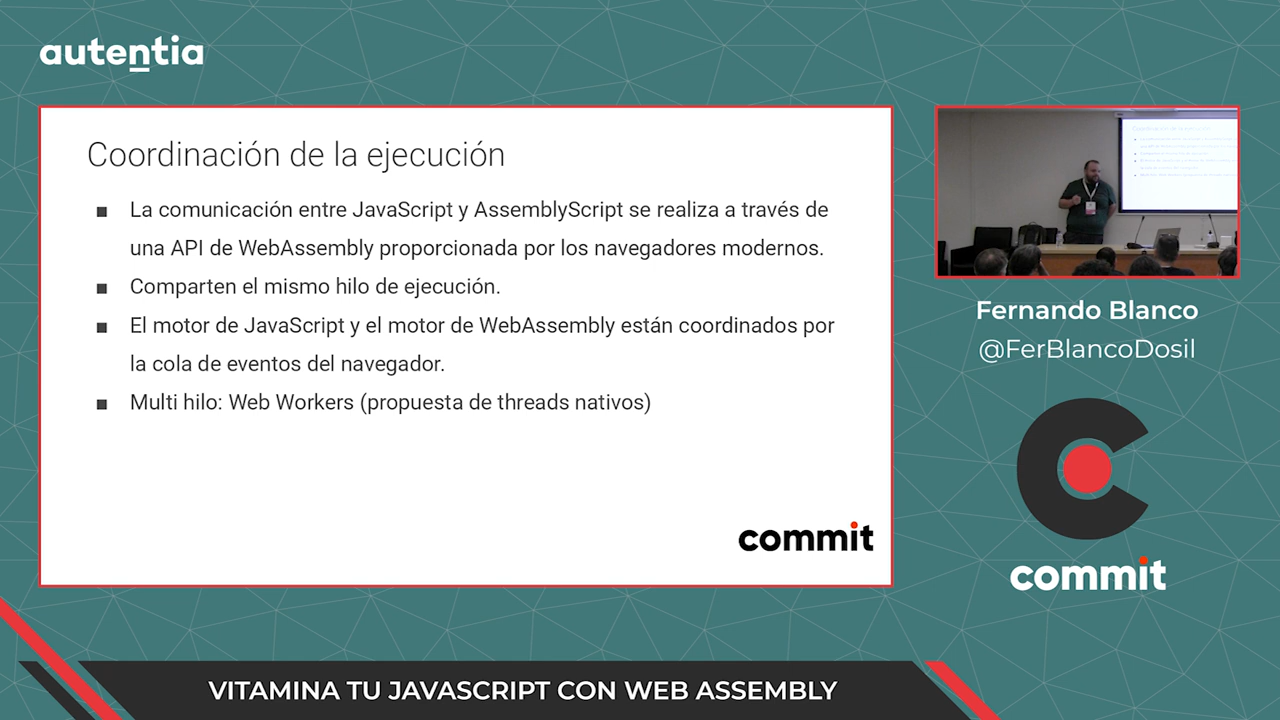 autentia
Coordinación de la ejecución
■ La comunicación entre JavaScript y AssemblyScript se realiza a través de
una API de WebAssembly proporcionada por los navegadores modernos.
■ Comparten el mismo hilo de ejecución.
■ El motor de JavaScript y el motor de WebAssembly están coordinados por
la cola de eventos del navegador.
■ Multi hilo: Web Workers (propuesta de threads nativos)
commit
Fernando Blanco
@FerBlancoDosil
commit
VITAMINA TU JAVASCRIPT CON WEB ASSEMBLY